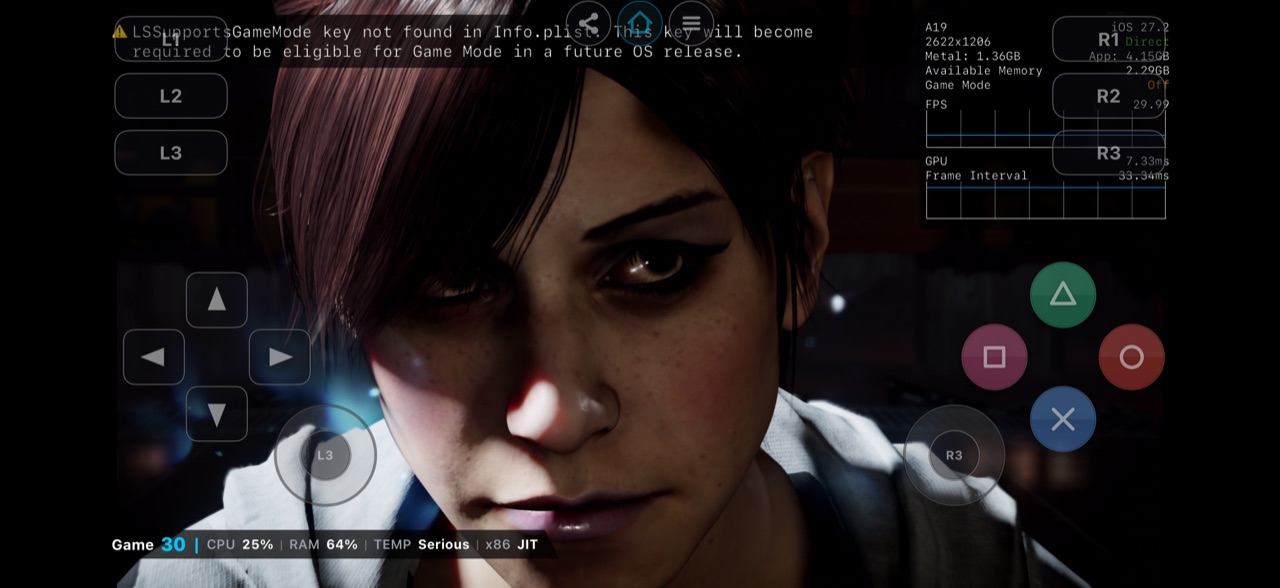 LSSupportsGameMode key not found in Info.plist. This key will become
required to be eligible for Game Mode in a future OS release.
L1
L2
L3
A19 iOS 27.2
2622x1206 Direct
Metal: 1.36GB App: 4.15GB
Available Memory 2.29GB
Game Mode Off
FPS 29.99
GPU 7.33ms
Frame Interval 33.34ms
R1
R2
R3
L3
R3
Game 30 | CPU 25% | RAM 64% | TEMP Serious | x86 JIT